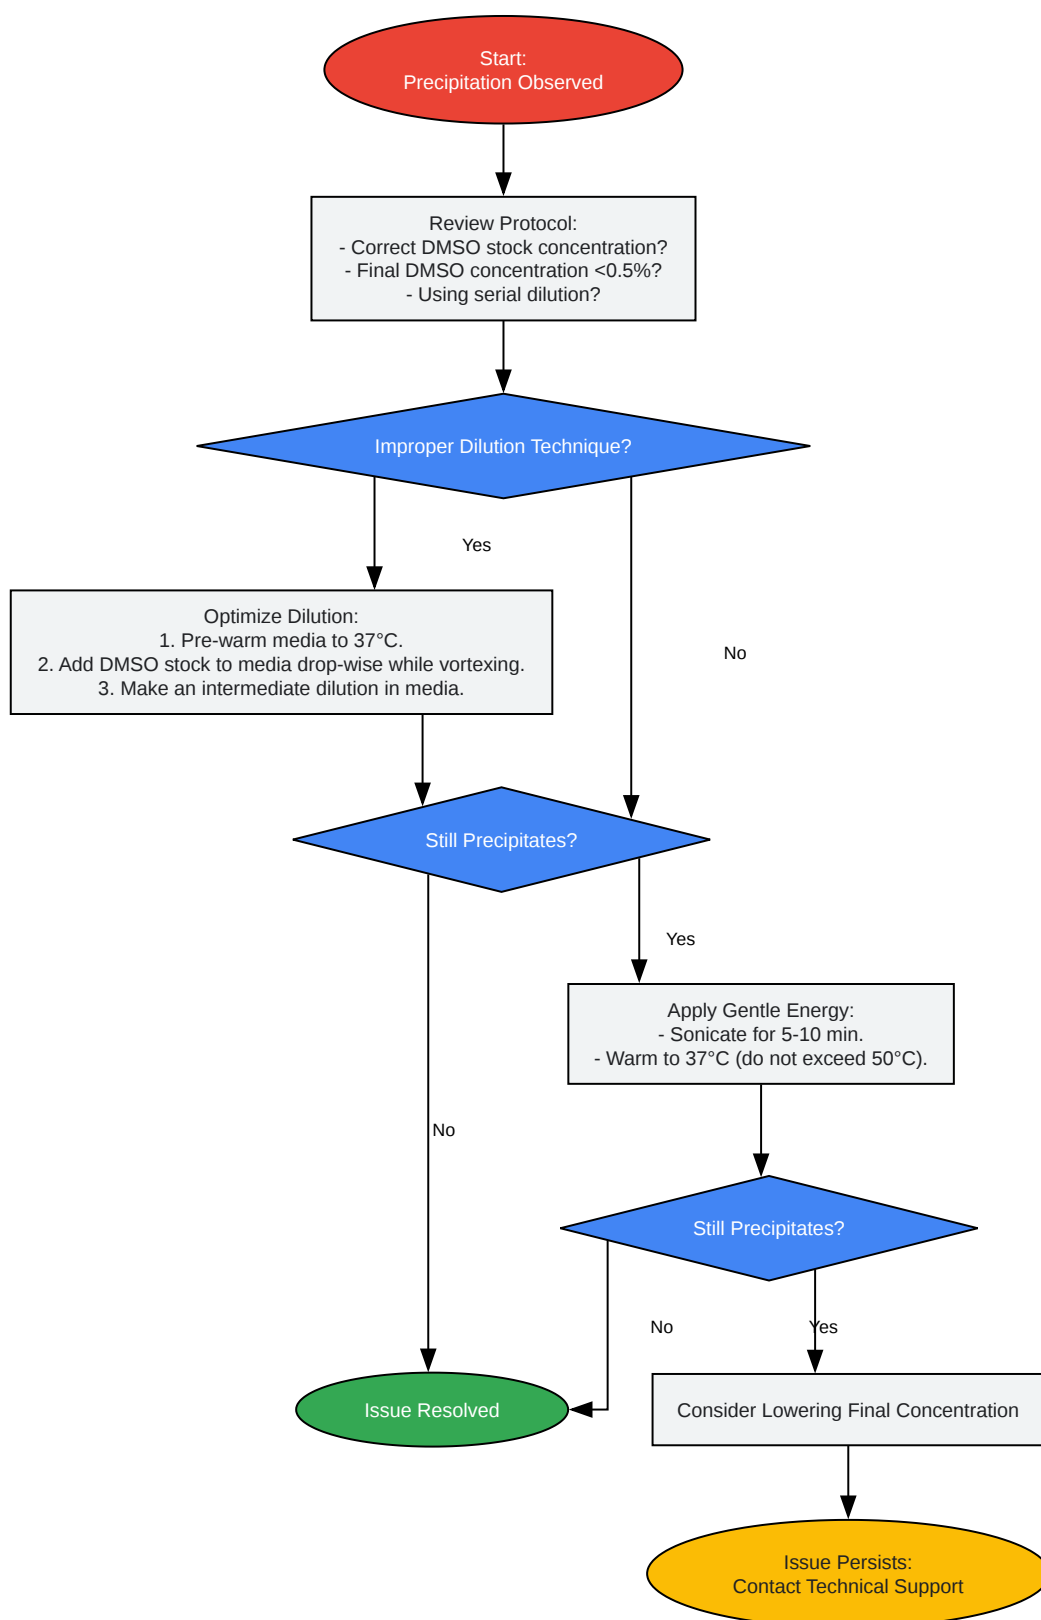 Start:
Precipitation Observed
Review Protocol:
- Correct DMSO stock concentration?
- Final DMSO concentration <0.5%?
- Using serial dilution?
Improper Dilution Technique?
Yes
Optimize Dilution:
1. Pre-warm media to 37°C.
2. Add DMSO stock to media drop-wise while vortexing.
3. Make an intermediate dilution in media.
No
Still Precipitates?
Yes
Apply Gentle Energy:
- Sonicate for 5-10 min.
- Warm to 37°C (do not exceed 50°C).
No
Still Precipitates?
No
Yes
Issue Resolved
Consider Lowering Final Concentration
Issue Persists:
Contact Technical Support